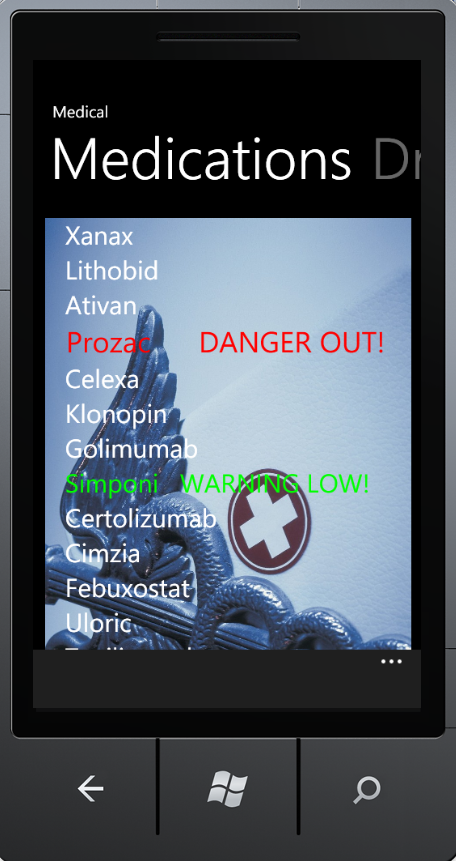 Medical
Medications Dr
Xanax
Lithobid
Ativan
Prozac DANGER OUT!
Celexa
Klonopin
Golimumab
Simponi WARNING LOW!
Certolizumab
Cimzia
Febuxostat
Uloric